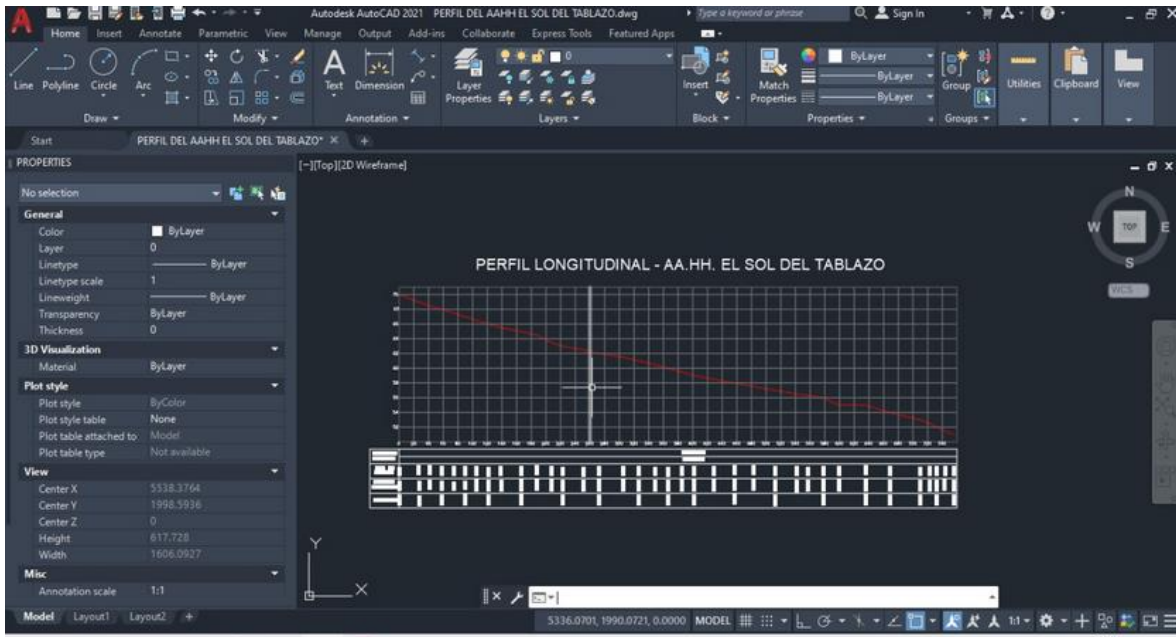 Autodesk AutoCAD 2021 PERFIL DEL AAHH EL SOL DEL TABLAZO.dwg
Type a keyword or phrase
Sign In
Home Insert Annotate Parametric View Manage Output Add-ins Collaborate Express Tools Featured Apps
Line Polyline Circle Arc
Text Dimension
Layer Properties
0
Insert
Match Properties
ByLayer
ByLayer
ByLayer
Group
Utilities
Clipboard
View
Draw Modify Annotation Layers Block Properties Groups
Start PERFIL DEL AAHH EL SOL DEL TABLAZO*
PROPERTIES
No selection
General
Color ByLayer
Layer 0
Linetype ByLayer
Linetype scale 1
Lineweight ByLayer
Transparency ByLayer
Thickness 0
3D Visualization
Material ByLayer
Plot style
Plot style ByColor
Plot style table None
Plot table attached to Model
Plot table type Not available
View
Center X 5538.3764
Center Y 1998.5936
Center Z 0
Height 617.728
Width 1606.0927
Misc
Annotation scale 1:1
[-][Top][2D Wireframe]
N
W TOP E
S
WCS
PERFIL LONGITUDINAL - AA.HH. EL SOL DEL TABLAZO
Y
X
Model Layout1 Layout2 +
5336.0701, 1990.0721, 0.0000 MODEL 1:1